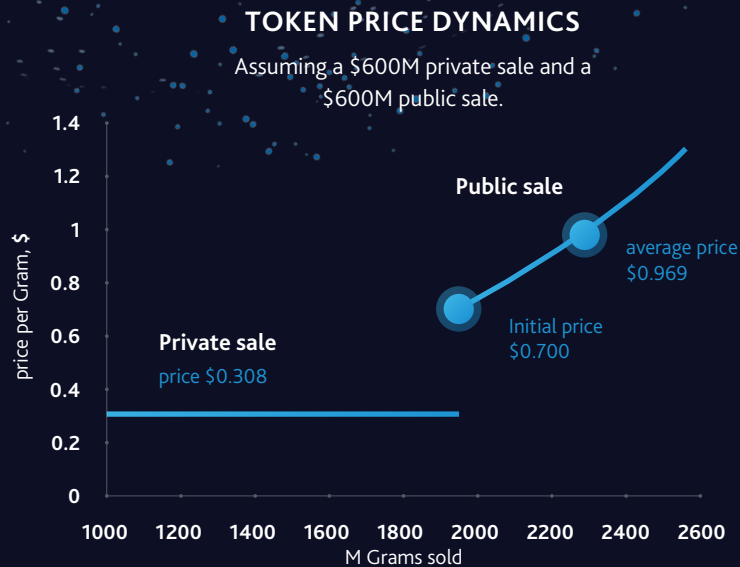 TOKEN PRICE DYNAMICS
Assuming a $600M private sale and a
$600M public sale.
1.4
1.2
1
0.8
0.6
0.4
0.2
0
price per Gram, $
Public sale
average price
$0.969
Initial price
$0.700
Private sale
price $0.308
1000 1200 1400 1600 1800 2000 2200 2400 2600
M Grams sold